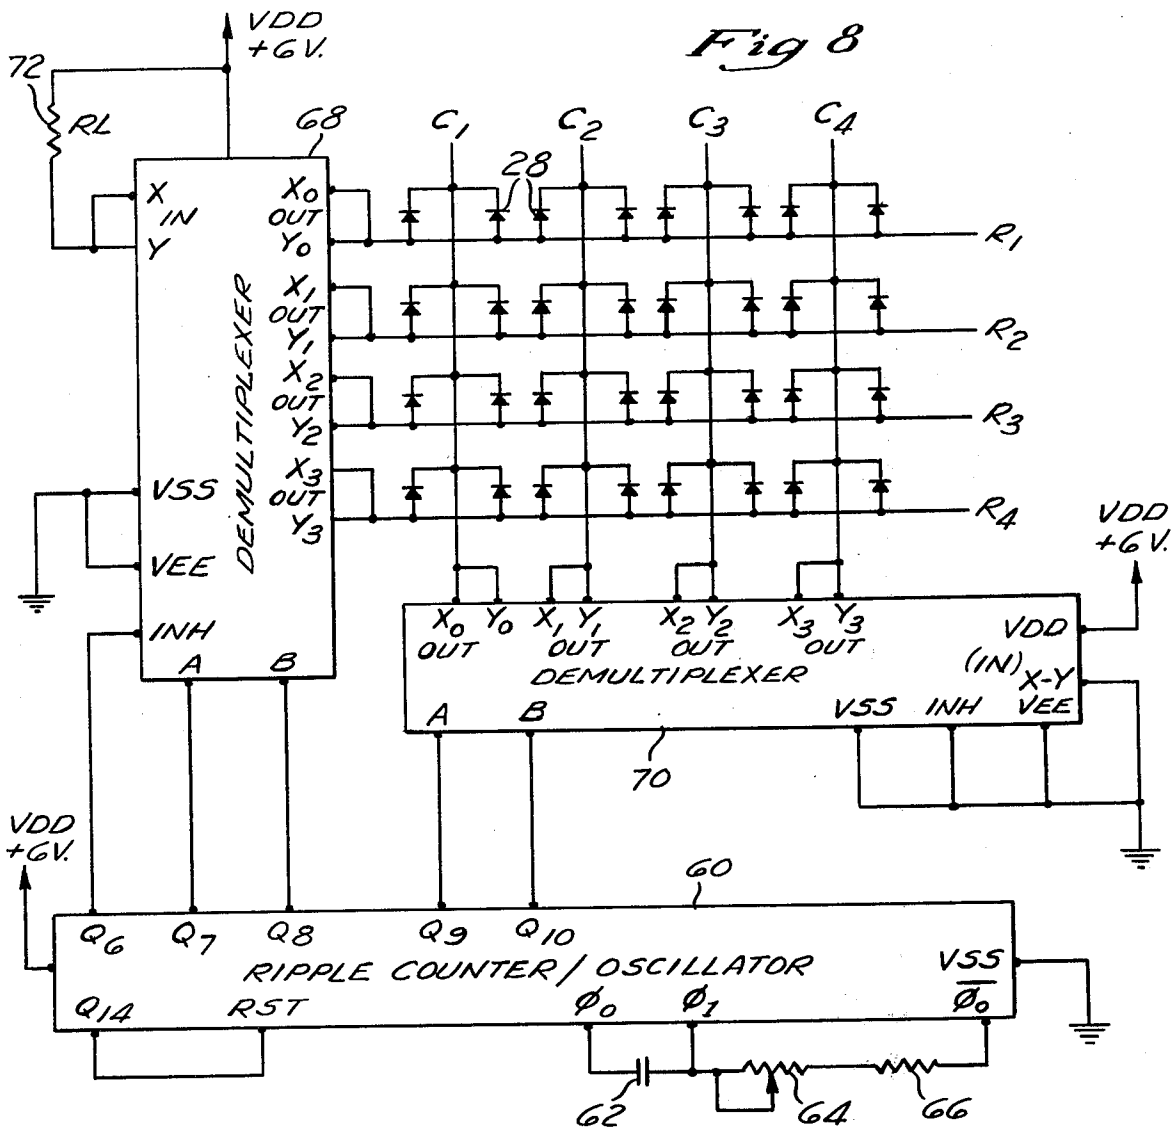 Fig 8
VDD
+6V.
72
RL
68
C1 C2 C3 C4
28
X
IN
Y
X0
OUT
Y0
R1
X1
OUT
Y1
R2
X2
OUT
Y2
R3
X3
OUT
Y3
R4
DEMULTIPLEXER
VSS
VEE
INH
A B
VDD
+6V.
X0 Y0 X1 Y1 X2 Y2 X3 Y3
OUT OUT OUT OUT
VDD
(IN)
X-Y
DEMULTIPLEXER
A B VSS INH VEE
70
VDD
+6V.
60
Q6 Q7 Q8 Q9 Q10
RIPPLE COUNTER/OSCILLATOR
VSS
Q14 RST ϕ0 ϕ1 ϕ̅0
62 64 66